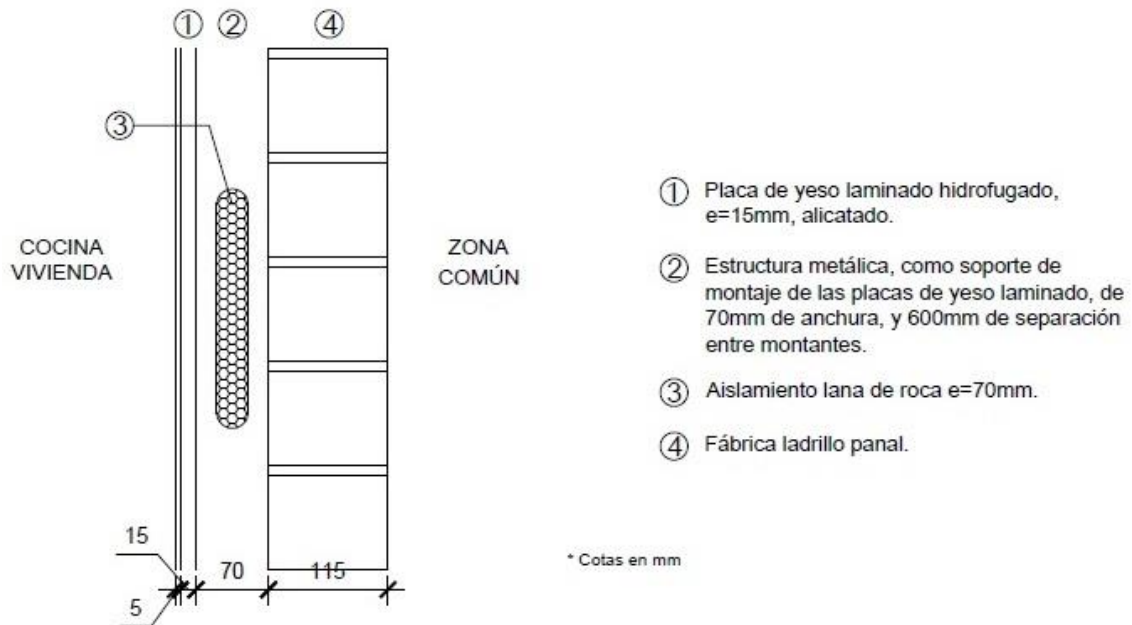 ① ② ④
③
COCINA
VIVIENDA
ZONA
COMÚN
15
70
115
5
① Placa de yeso laminado hidrofugado,
e=15mm, alicatado.
② Estructura metálica, como soporte de
montaje de las placas de yeso laminado, de
70mm de anchura, y 600mm de separación
entre montantes.
③ Aislamiento lana de roca e=70mm.
④ Fábrica ladrillo panal.
* Cotas en mm